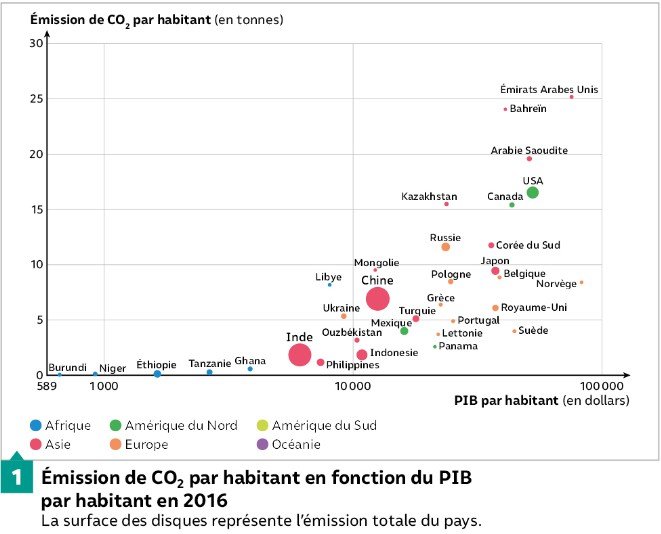 Émission de CO2 par habitant (en tonnes)
30
25
20
15
10
5
0
Émirats Arabes Unis
Bahreïn
Arabie Saoudite
USA
Kazakhstan
Canada
Russie
Corée du Sud
Mongolie
Japon
Libye
Chine
Pologne
Belgique
Norvège
Grèce
Ukraine
Turquie
Royaume-Uni
Mexique
Portugal
Ouzbékistan
Suède
Lettonie
Inde
Panama
Indonesie
Philippines
Burundi
Niger
Éthiopie
Tanzanie
Ghana
589
1 000
10 000
100 000
PIB par habitant (en dollars)
Afrique
Amérique du Nord
Amérique du Sud
Asie
Europe
Océanie
1
Émission de CO2 par habitant en fonction du PIB
par habitant en 2016
La surface des disques représente l’émission totale du pays.